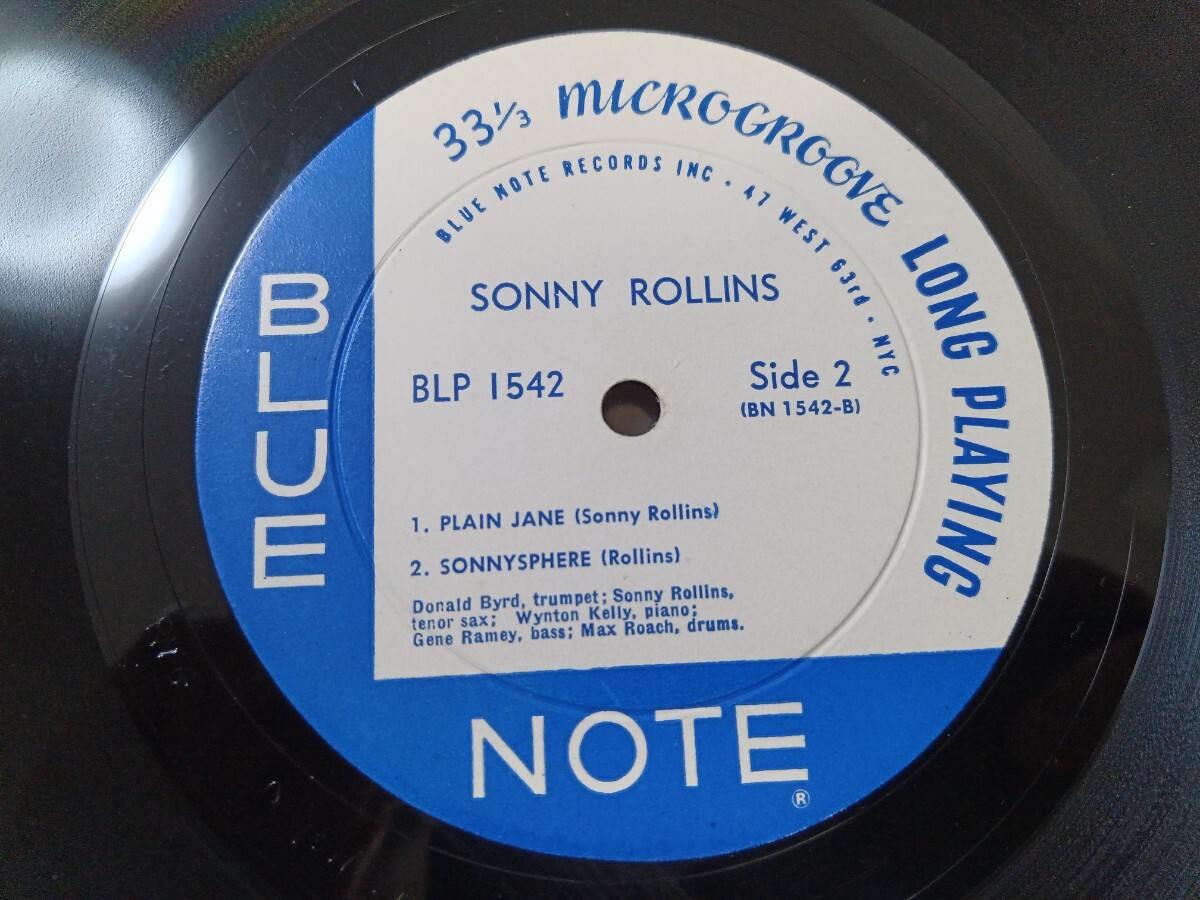 33⅓ MICROGROOVE LONG PLAYING
BLUE NOTE RECORDS INC • 47 WEST 63rd • NYC
SONNY ROLLINS
BLP 1542
Side 2
(BN 1542-B)
1. PLAIN JANE (Sonny Rollins)
2. SONNYSPHERE (Rollins)
Donald Byrd, trumpet; Sonny Rollins,
tenor sax; Wynton Kelly, piano;
Gene Ramey, bass; Max Roach, drums.
BLUE
NOTE
®